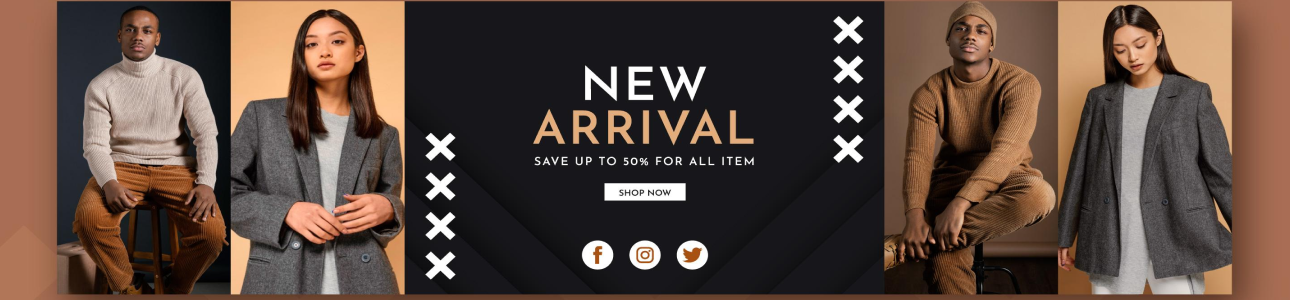 NEW
ARRIVAL
SAVE UP TO 50% FOR ALL ITEM
SHOP NOW